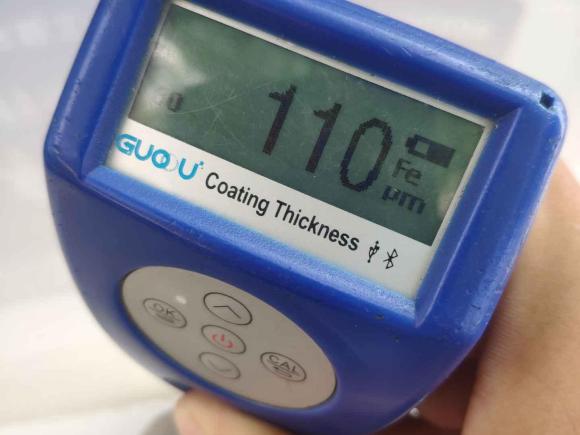 110
Fe
µm
GUOOU
Coating Thickness
OK
CAL